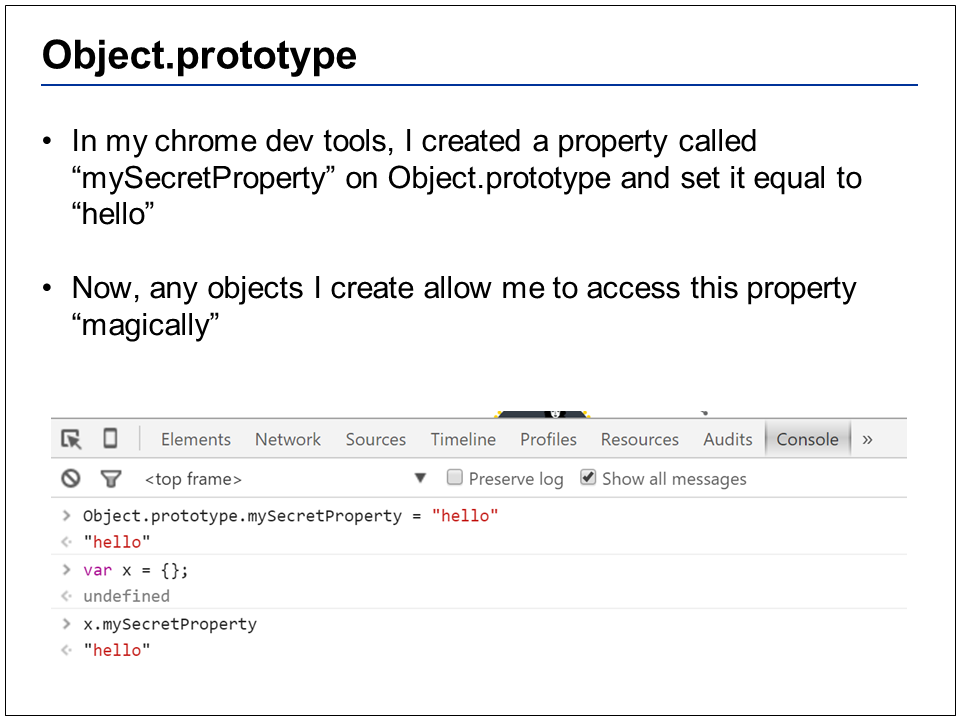 Object.prototype
• In my chrome dev tools, I created a property called
“mySecretProperty” on Object.prototype and set it equal to
“hello”
• Now, any objects I create allow me to access this property
“magically”
Elements Network Sources Timeline Profiles Resources Audits Console »
<top frame> ▼ Preserve log Show all messages
> Object.prototype.mySecretProperty = "hello"
< "hello"
> var x = {};
< undefined
> x.mySecretProperty
< "hello"